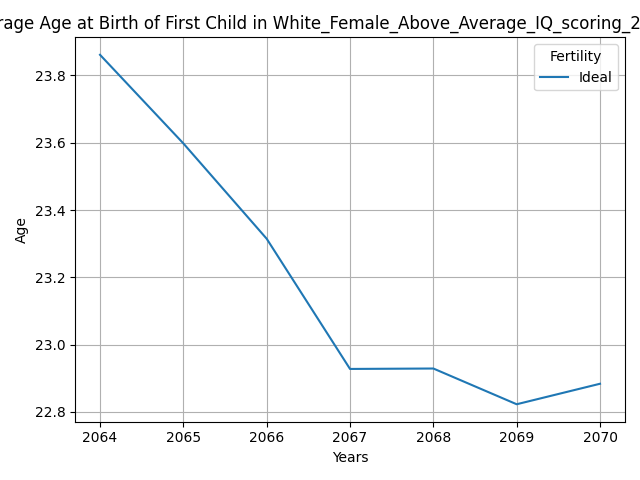 Age at Birth of First Child in White_Female_Above_Average_IQ_scoring_2
Fertility
Ideal
23.8
23.6
23.4
23.2
23.0
22.8
Age
2064 2065 2066 2067 2068 2069 2070
Years